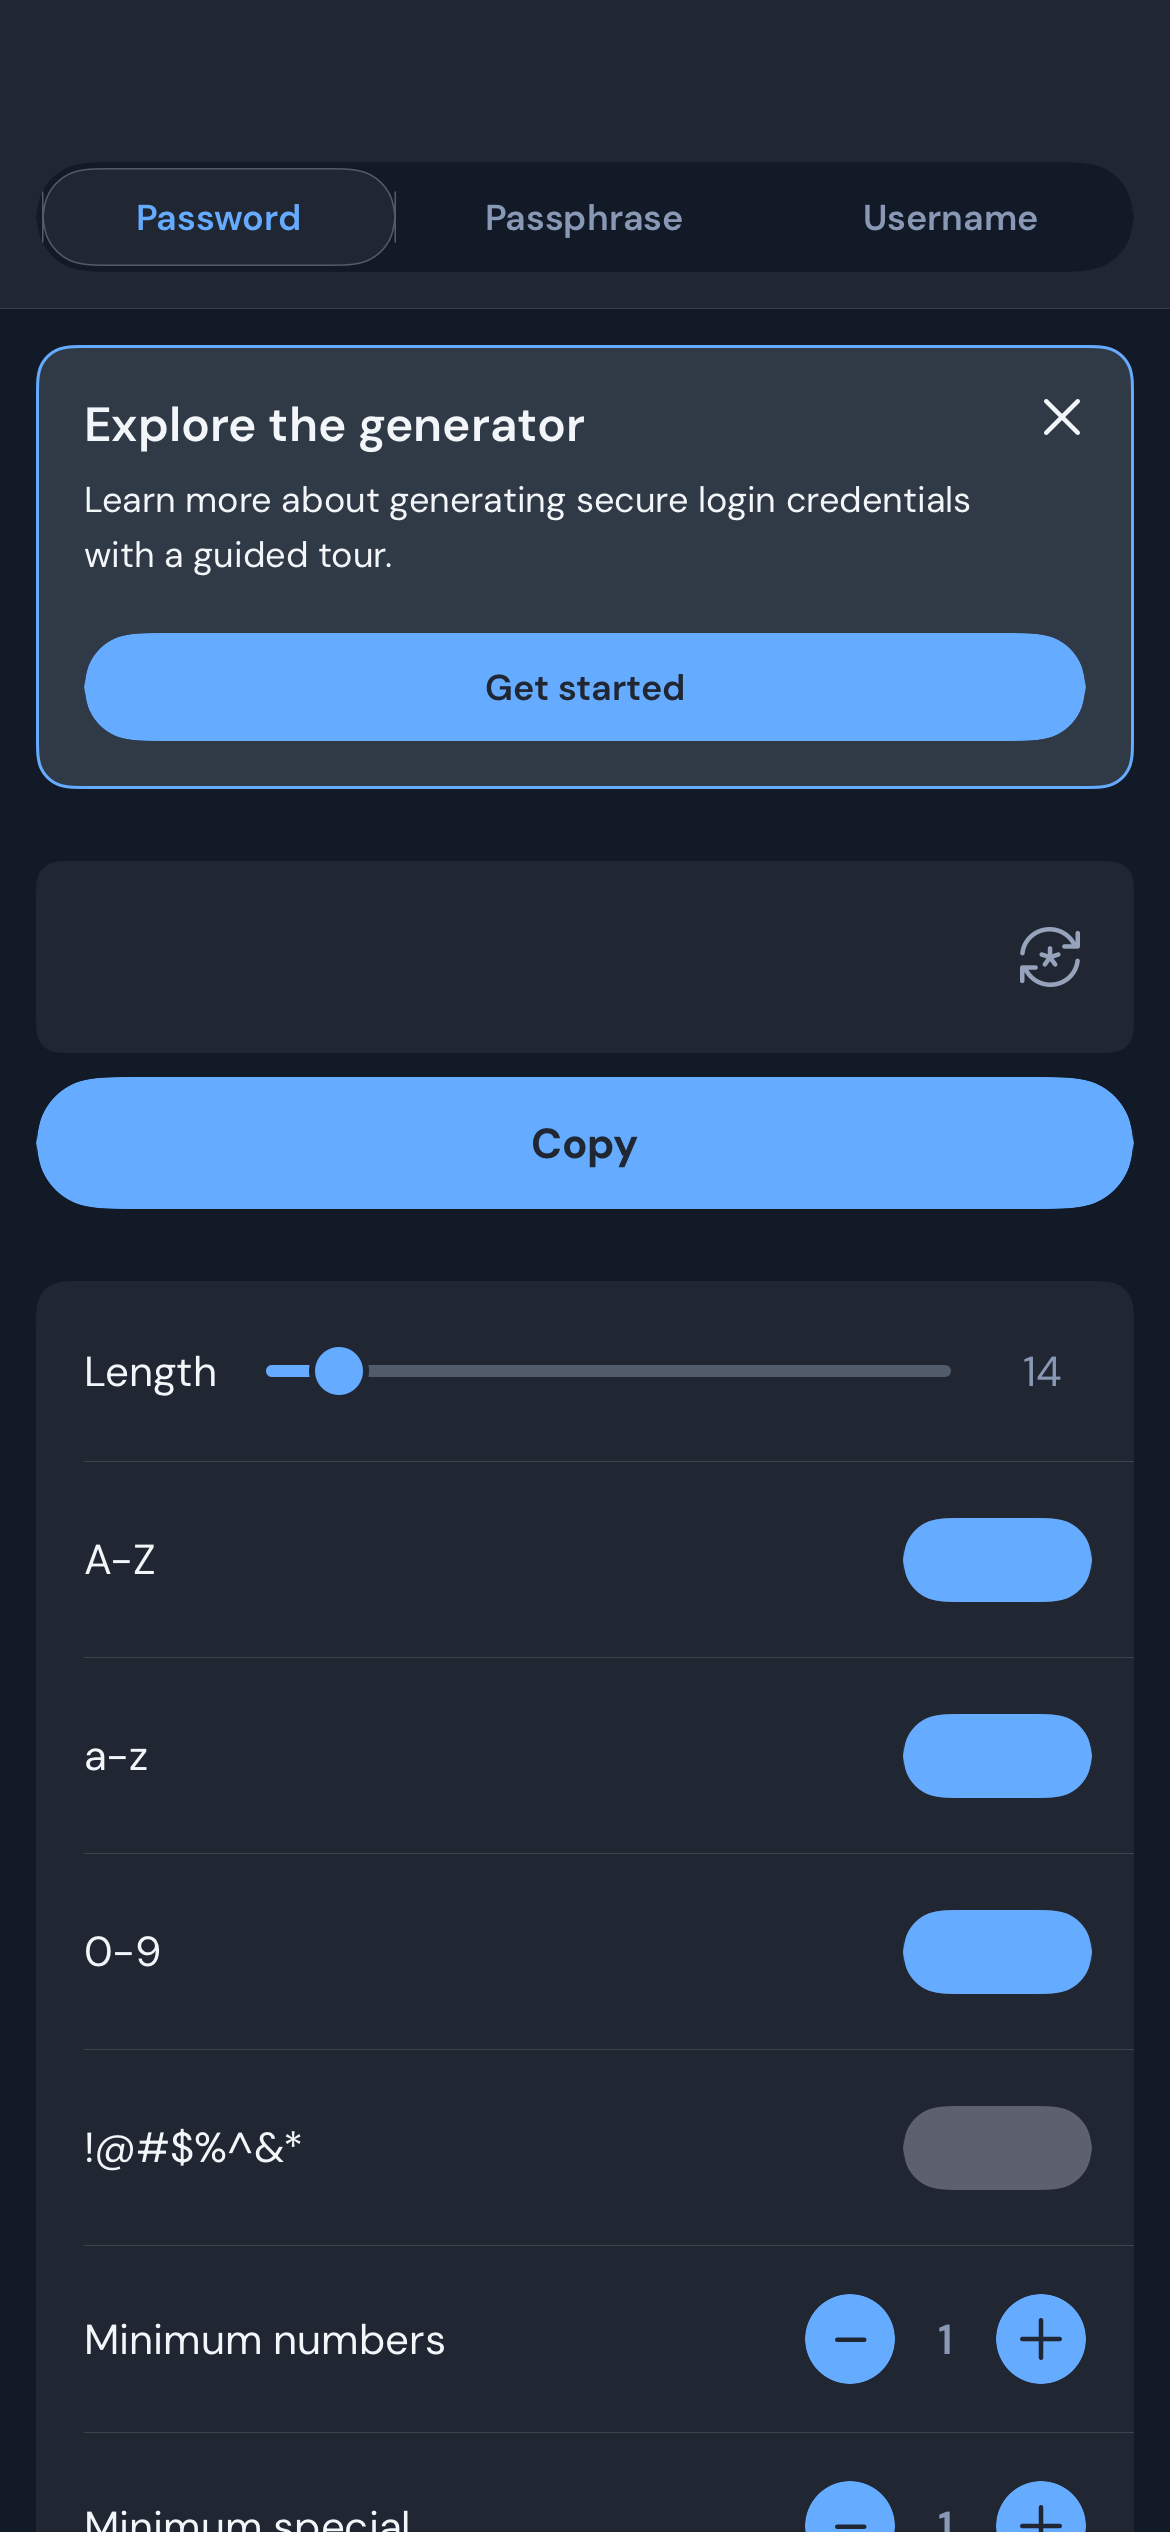 Password Passphrase Username
Explore the generator
Learn more about generating secure login credentials
with a guided tour.
Get started
Copy
Length 14
A-Z
a-z
0-9
!@#$%^&*
Minimum numbers 1
Minimum special 1